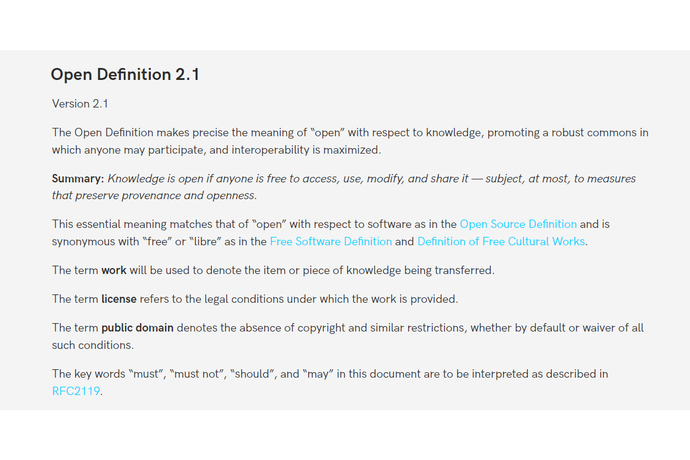 Open Definition 2.1
Version 2.1
The Open Definition makes precise the meaning of “open” with respect to knowledge, promoting a robust commons in
which anyone may participate, and interoperability is maximized.
Summary: Knowledge is open if anyone is free to access, use, modify, and share it — subject, at most, to measures
that preserve provenance and openness.
This essential meaning matches that of “open” with respect to software as in the Open Source Definition and is
synonymous with “free” or “libre” as in the Free Software Definition and Definition of Free Cultural Works.
The term work will be used to denote the item or piece of knowledge being transferred.
The term license refers to the legal conditions under which the work is provided.
The term public domain denotes the absence of copyright and similar restrictions, whether by default or waiver of all
such conditions.
The key words “must”, “must not”, “should”, and “may” in this document are to be interpreted as described in
RFC2119.